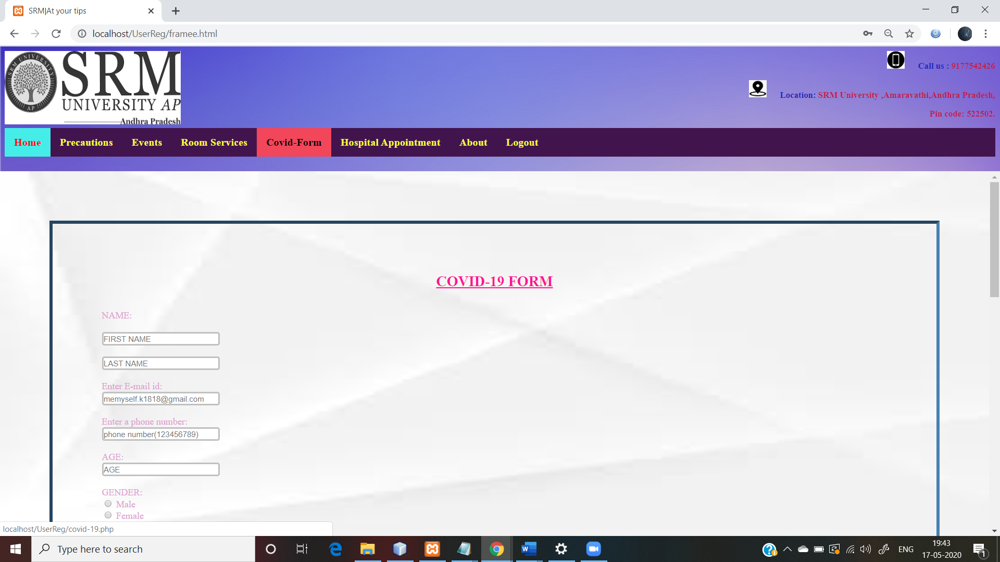 SRM|At your tips
localhost/UserReg/framee.html
SRM UNIVERSITY
AP
SRM
UNIVERSITY AP
Andhra Pradesh
Call us : 9177542426
Location: SRM University ,Amaravathi,Andhra Pradesh,
Pin code: 522502.
Home Precautions Events Room Services Covid-Form Hospital Appointment About Logout
COVID-19 FORM
NAME:
FIRST NAME
LAST NAME
Enter E-mail id:
memyself.k1818@gmail.com
Enter a phone number:
phone number(123456789)
AGE:
AGE
GENDER:
Male
Female
localhost/UserReg/covid-19.php
Type here to search
ENG
19:43
17-05-2020
1